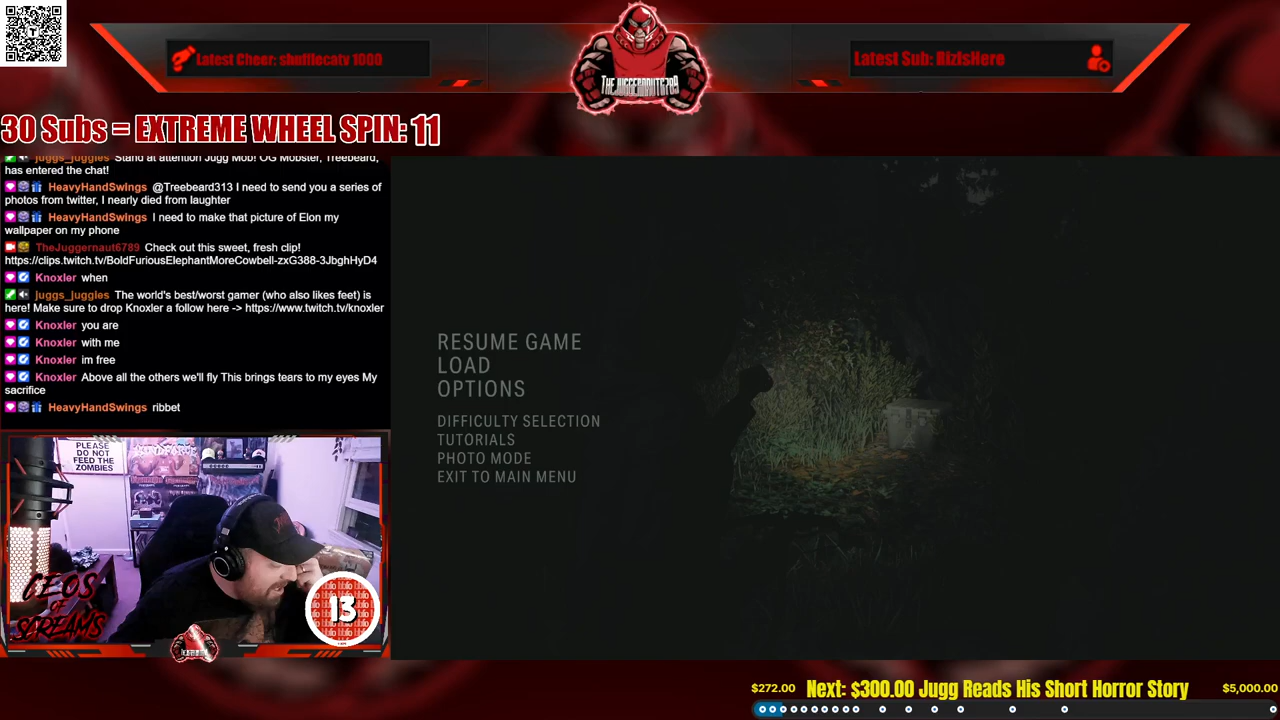 Latest Cheer: shufflecatv 1000
THEJUGGERNAUT6789
Latest Sub: RizIsHere
30 Subs = EXTREME WHEEL SPIN: 11
juggs_juggles Stand at attention Jugg Mob! OG Mobster, Treebeard,
has entered the chat!
HeavyHandSwings @Treebeard313 I need to send you a series of
photos from twitter, I nearly died from laughter
HeavyHandSwings I need to make that picture of Elon my
wallpaper on my phone
TheJuggernaut6789 Check out this sweet, fresh clip!
https://clips.twitch.tv/BoldFuriousElephantMoreCowbell-zxG388-3JbghHyD4
Knoxler when
juggs_juggles The world's best/worst gamer (who also likes feet) is
here! Make sure to drop Knoxler a follow here -> https://www.twitch.tv/knoxler
Knoxler you are
Knoxler with me
Knoxler im free
Knoxler Above all the others we'll fly This brings tears to my eyes My
sacrifice
HeavyHandSwings ribbet
RESUME GAME
LOAD
OPTIONS
DIFFICULTY SELECTION
TUTORIALS
PHOTO MODE
EXIT TO MAIN MENU
PLEASE
DO NOT
FEED THE
ZOMBIES
CEOS
OF
SCREAMS
13
$272.00 Next: $300.00 Jugg Reads His Short Horror Story $5,000.00